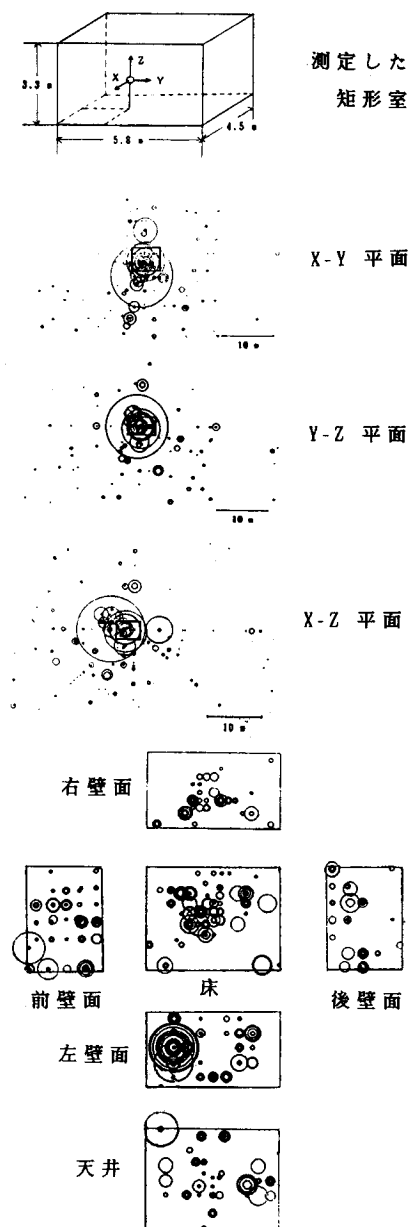 Z
X
Y
3.3 m
5.8 m
4.5 m
測定した
矩形室
X-Y 平面
10 m
Y-Z 平面
10 m
X-Z 平面
10 m
右壁面
前壁面
床
後壁面
左壁面
天井